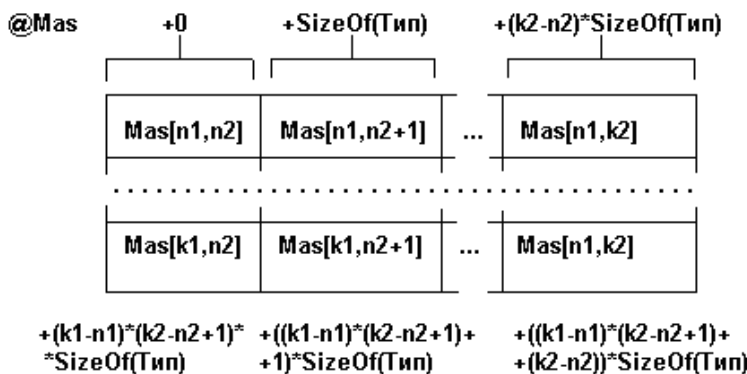 @Mas +0 +SizeOf(Тип) +(k2-n2)*SizeOf(Тип)
Mas[n1,n2] Mas[n1,n2+1] ... Mas[n1,k2]
. . . . . . . . . . . . . . . . . . . . . . . . . . . . . . . . . . . . . . . .
Mas[k1,n2] Mas[k1,n2+1] ... Mas[n1,k2]
+(k1-n1)*(k2-n2+1)* +((k1-n1)*(k2-n2+1)+ +((k1-n1)*(k2-n2+1)+
*SizeOf(Тип) +1)*SizeOf(Тип) +(k2-n2))*SizeOf(Тип)